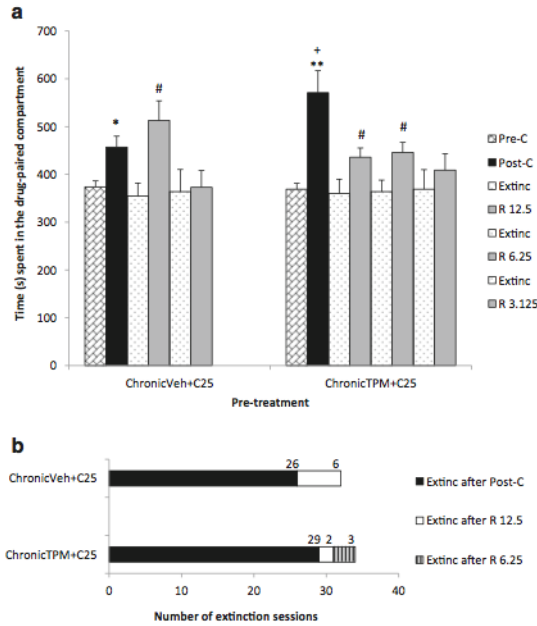 a
Time (s) spent in the drug-paired compartment
700
600
500
400
300
200
100
0
*
#
+
**
#
#
ChronicVeh+C25
ChronicTPM+C25
Pre-treatment
Pre-C
Post-C
Extinc
R 12.5
Extinc
R 6.25
Extinc
R 3.125
b
ChronicVeh+C25
26 6
ChronicTPM+C25
29 2 3
0 10 20 30 40
Number of extinction sessions
Extinc after Post-C
Extinc after R 12.5
Extinc after R 6.25